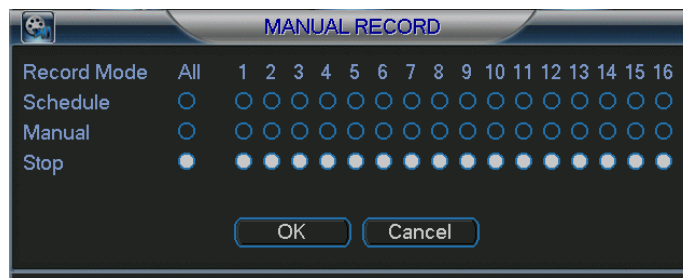 MANUAL RECORD
Record Mode All 1 2 3 4 5 6 7 8 9 10 11 12 13 14 15 16
Schedule
Manual
Stop
OK Cancel